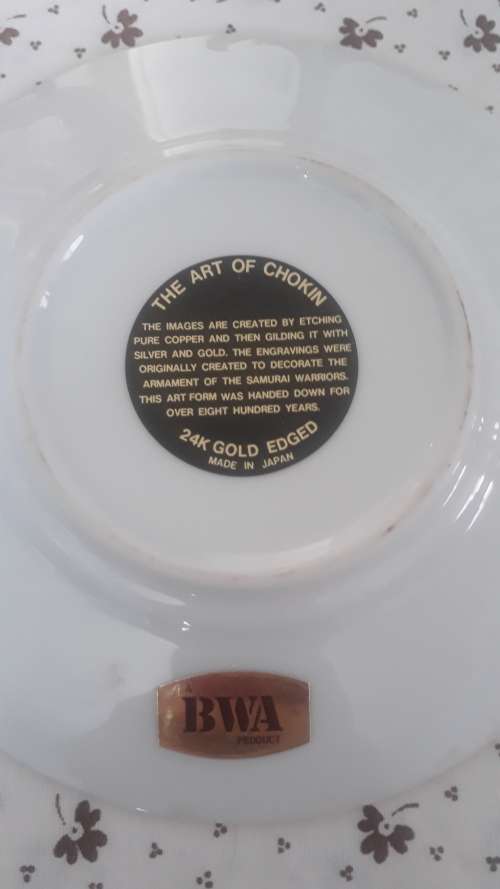 THE ART OF CHOKIN
THE IMAGES ARE CREATED BY ETCHING
PURE COPPER AND THEN GILDING IT WITH
SILVER AND GOLD. THE ENGRAVINGS WERE
ORIGINALLY CREATED TO DECORATE THE
ARMAMENT OF THE SAMURAI WARRIORS.
THIS ART FORM WAS HANDED DOWN FOR
OVER EIGHT HUNDRED YEARS.
24K GOLD EDGED
MADE IN JAPAN
A
BWA
PRODUCT